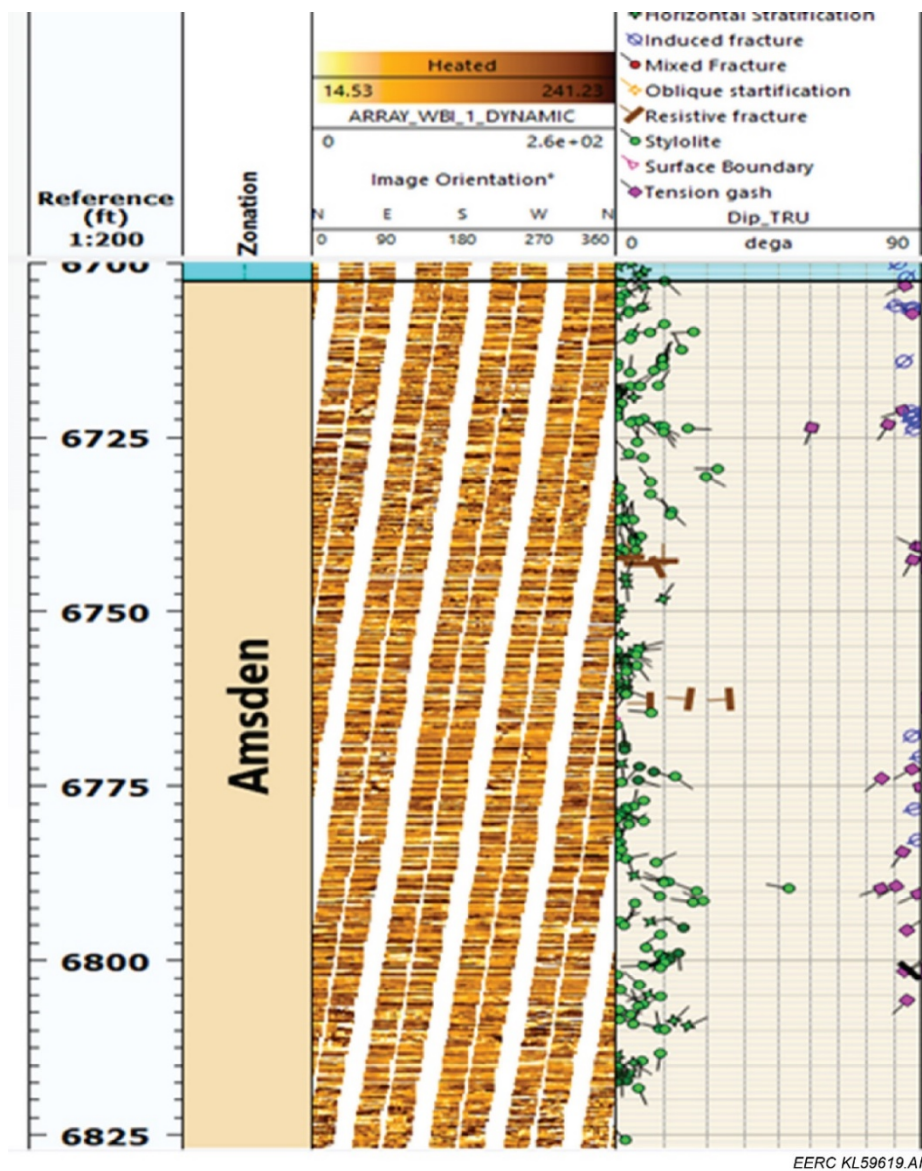 Horizontal Stratification
Induced fracture
Mixed Fracture
Oblique startification
Resistive fracture
Stylolite
Surface Boundary
Tension gash
Heated
14.53 241.23
ARRAY_WBI_1_DYNAMIC
0 2.6e+02
Image Orientation*
N E S W N
0 90 180 270 360
Reference
(ft)
1:200
Zonation
Dip_TRU
0 dega 90
6700
6725
6750
6775
6800
6825
Amsden
EERC KL59619.AI